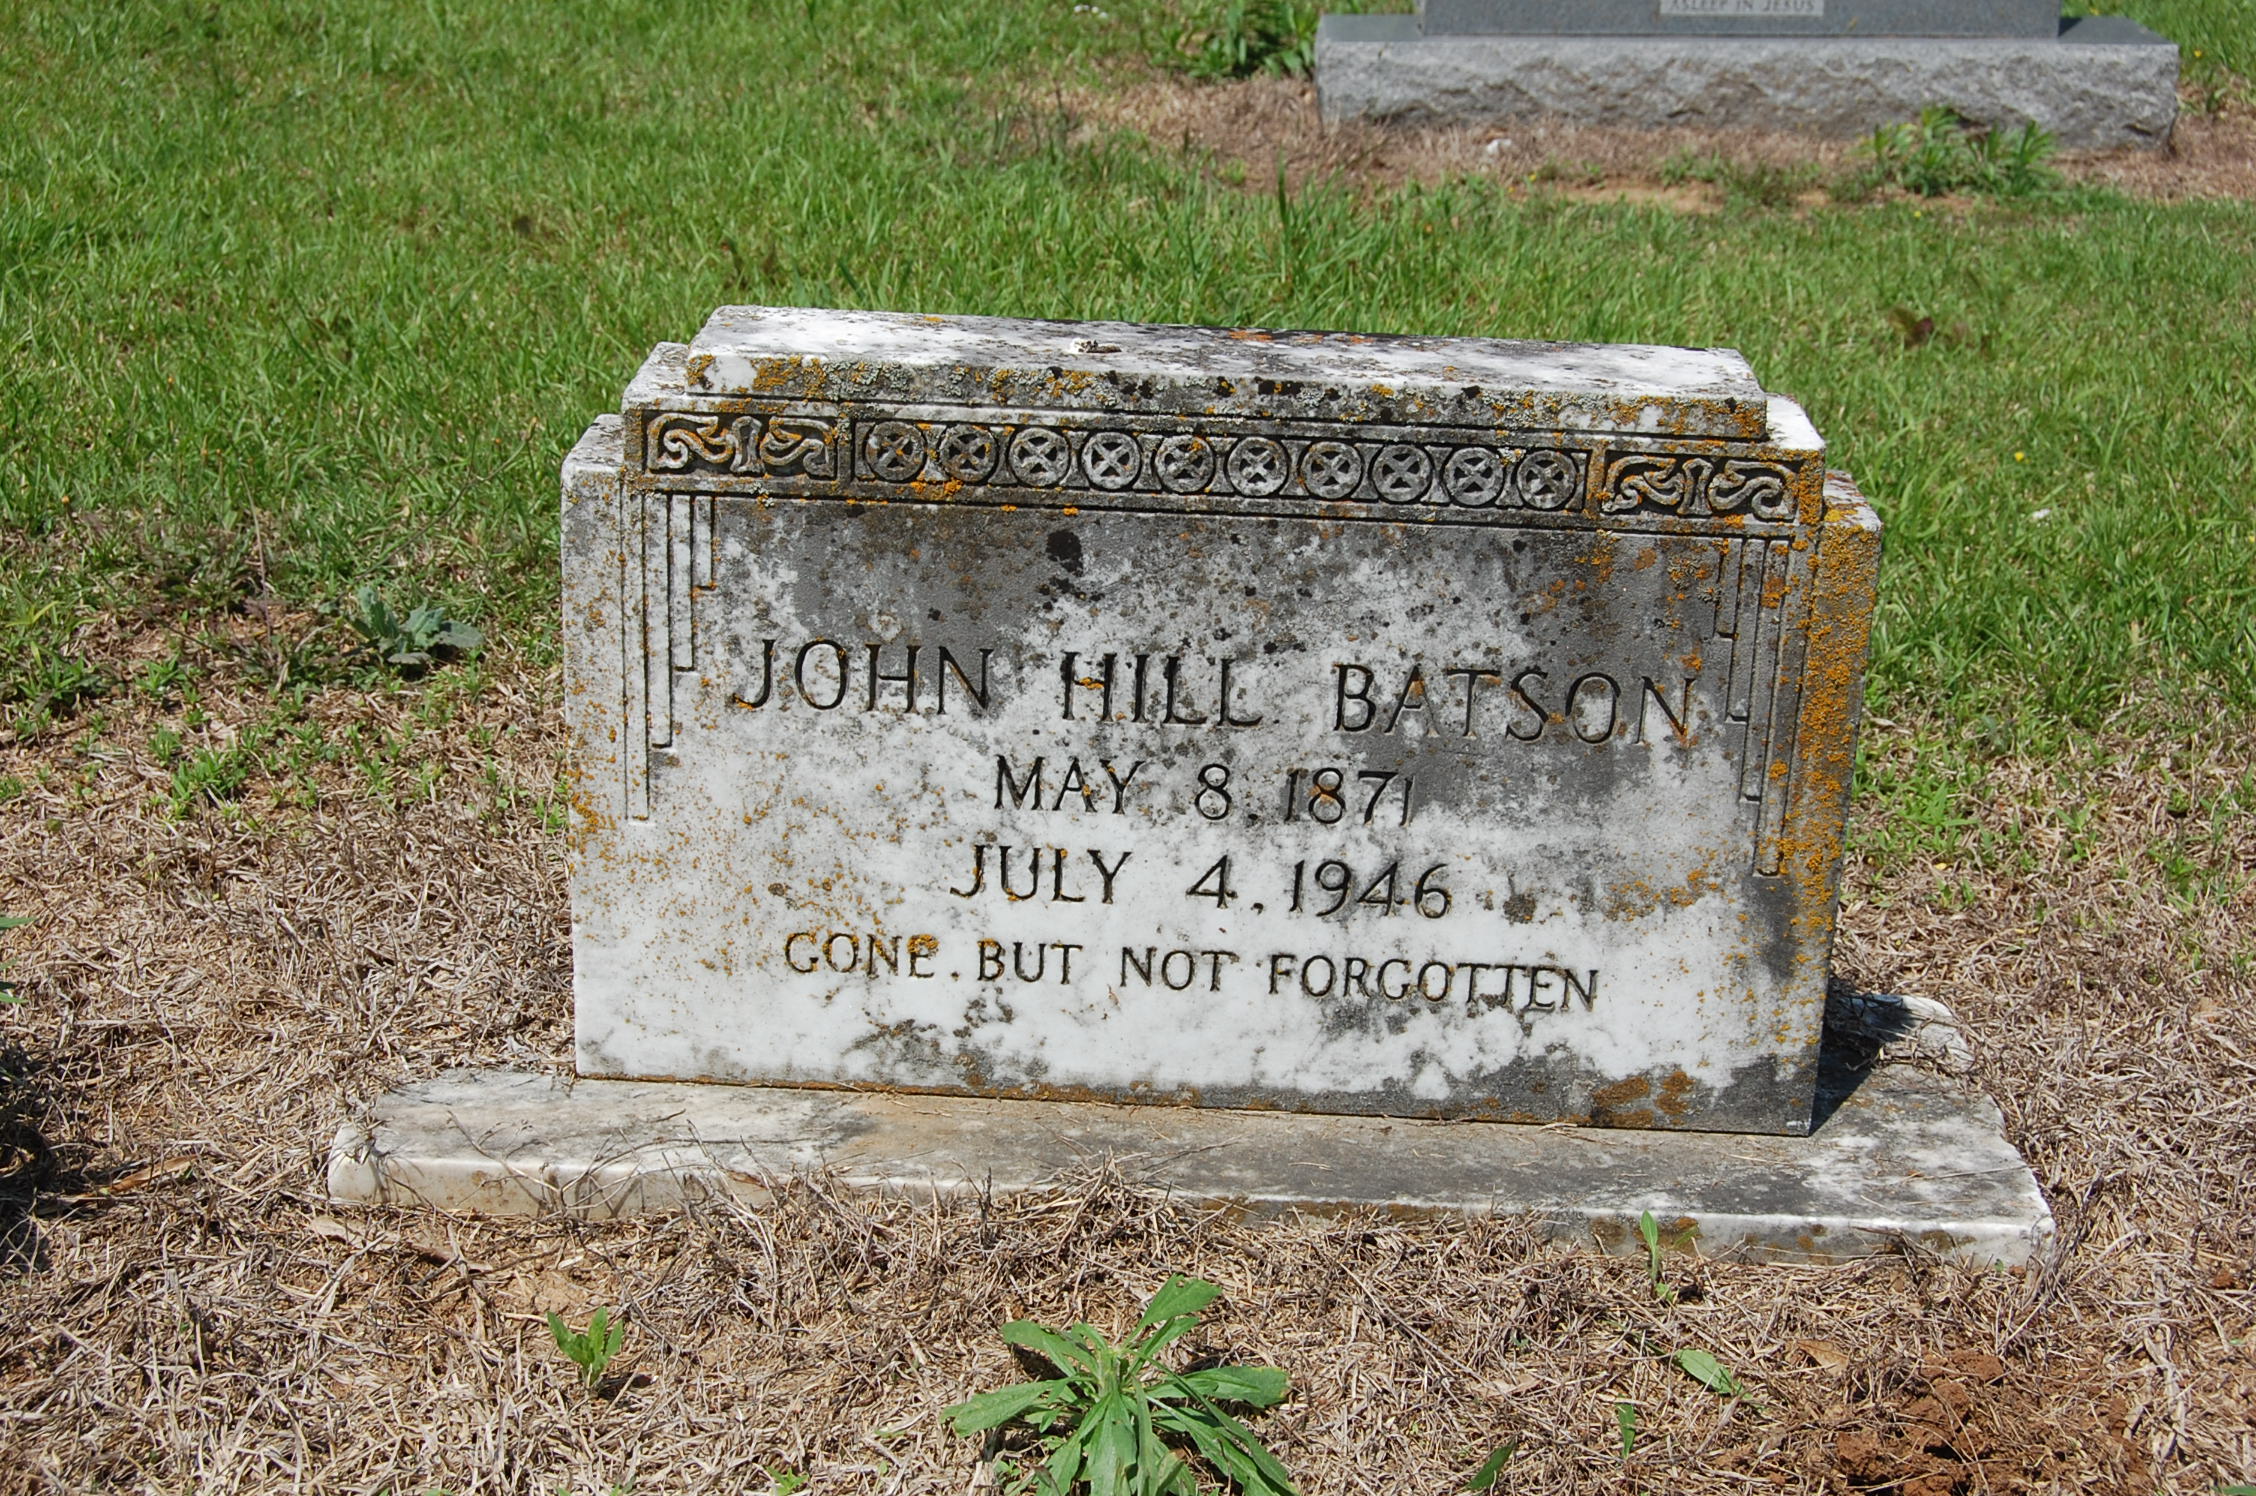 ASLEEP IN JESUS
JOHN HILL BATSON
MAY 8, 1871
JULY 4, 1946
GONE BUT NOT FORGOTTEN